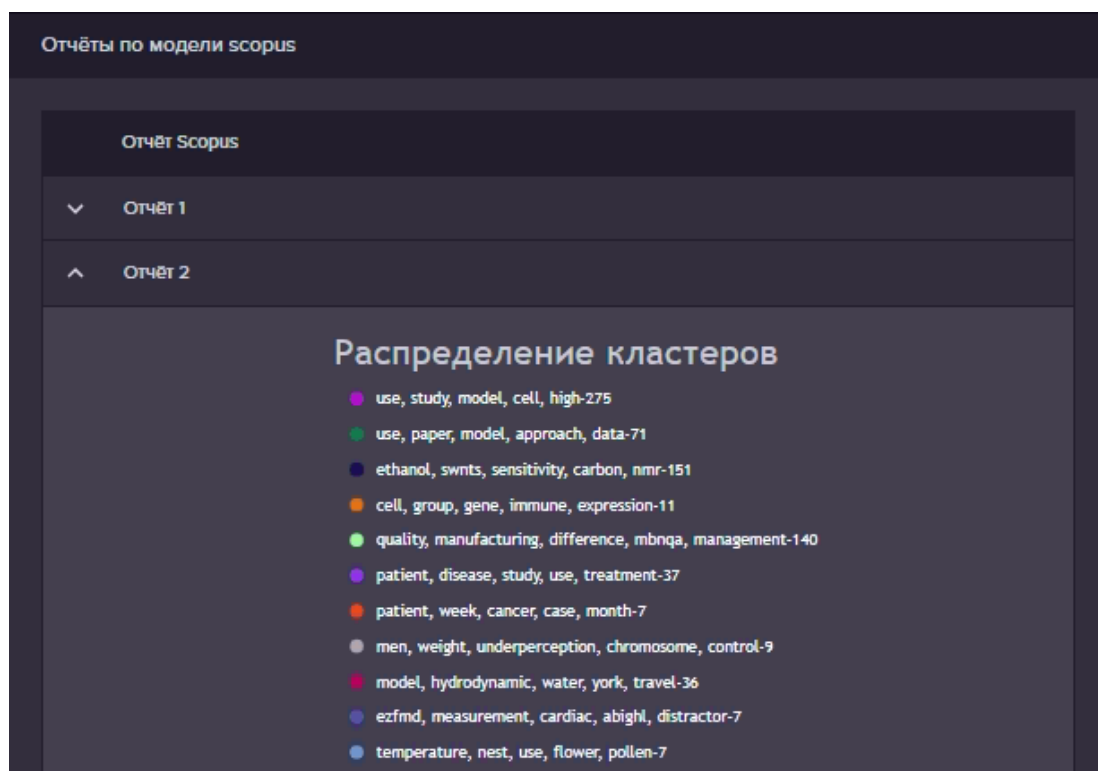 Отчёты по модели scopus
Отчёт Scopus
Отчёт 1
Отчёт 2
Распределение кластеров
use, study, model, cell, high-275
use, paper, model, approach, data-71
ethanol, swnts, sensitivity, carbon, nmr-151
cell, group, gene, immune, expression-11
quality, manufacturing, difference, mbnqa, management-140
patient, disease, study, use, treatment-37
patient, week, cancer, case, month-7
men, weight, underperception, chromosome, control-9
model, hydrodynamic, water, york, travel-36
ezfmd, measurement, cardiac, abighl, distractor-7
temperature, nest, use, flower, pollen-7